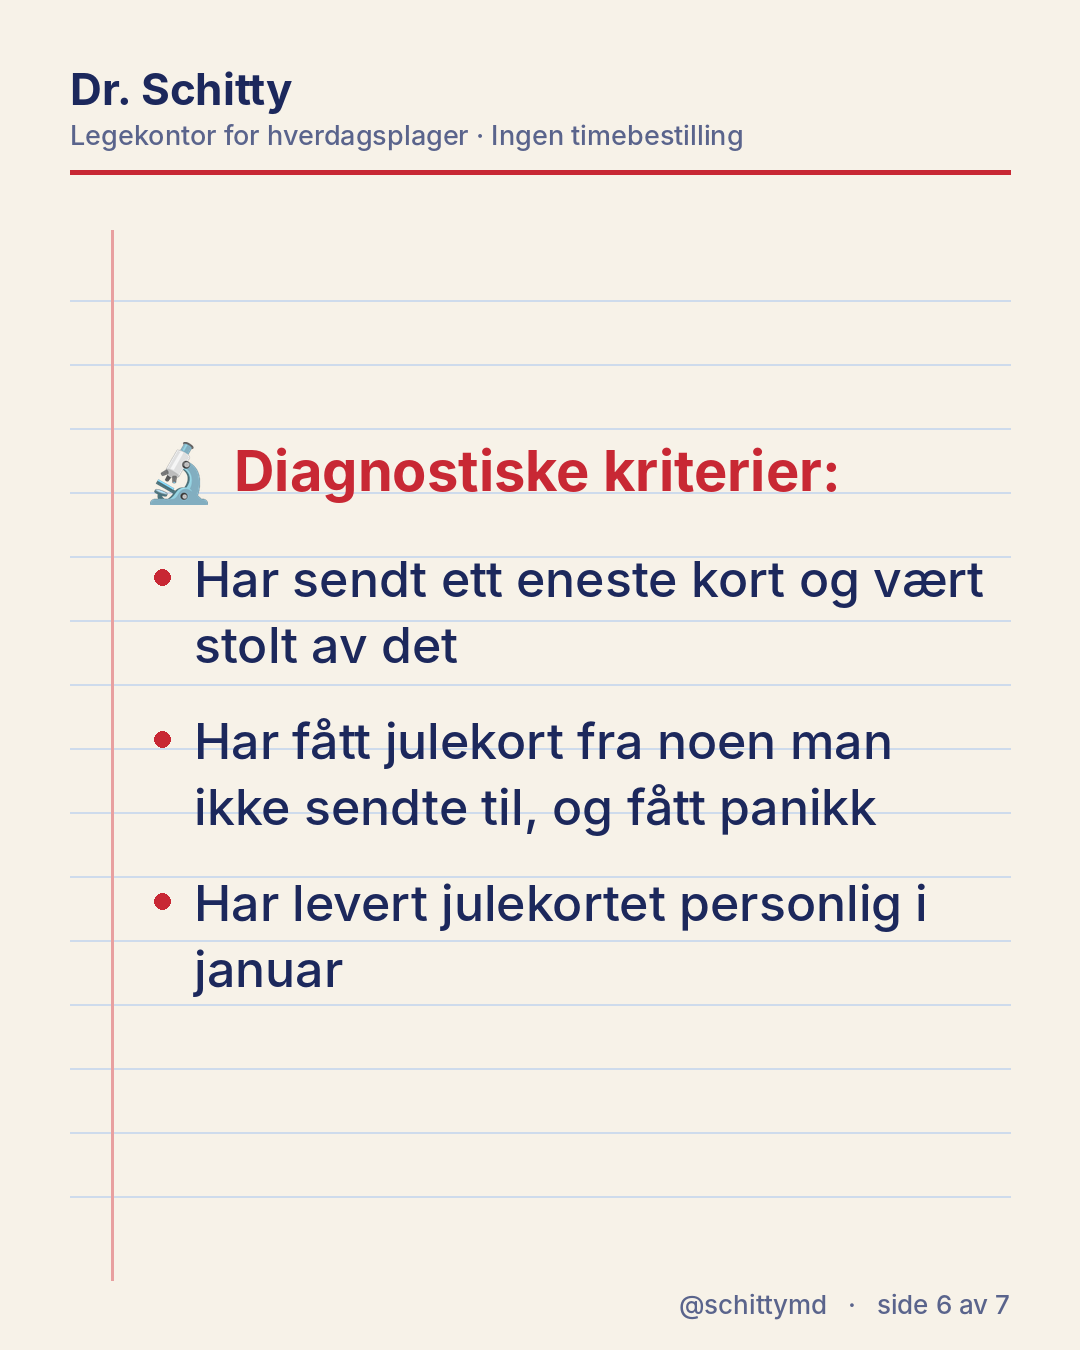 Dr. Schitty
Legekontor for hverdagsplager · Ingen timebestilling
🔬 Diagnostiske kriterier:
• Har sendt ett eneste kort og vært
stolt av det
• Har fått julekort fra noen man
ikke sendte til, og fått panikk
• Har levert julekortet personlig i
januar
@schittymd · side 6 av 7